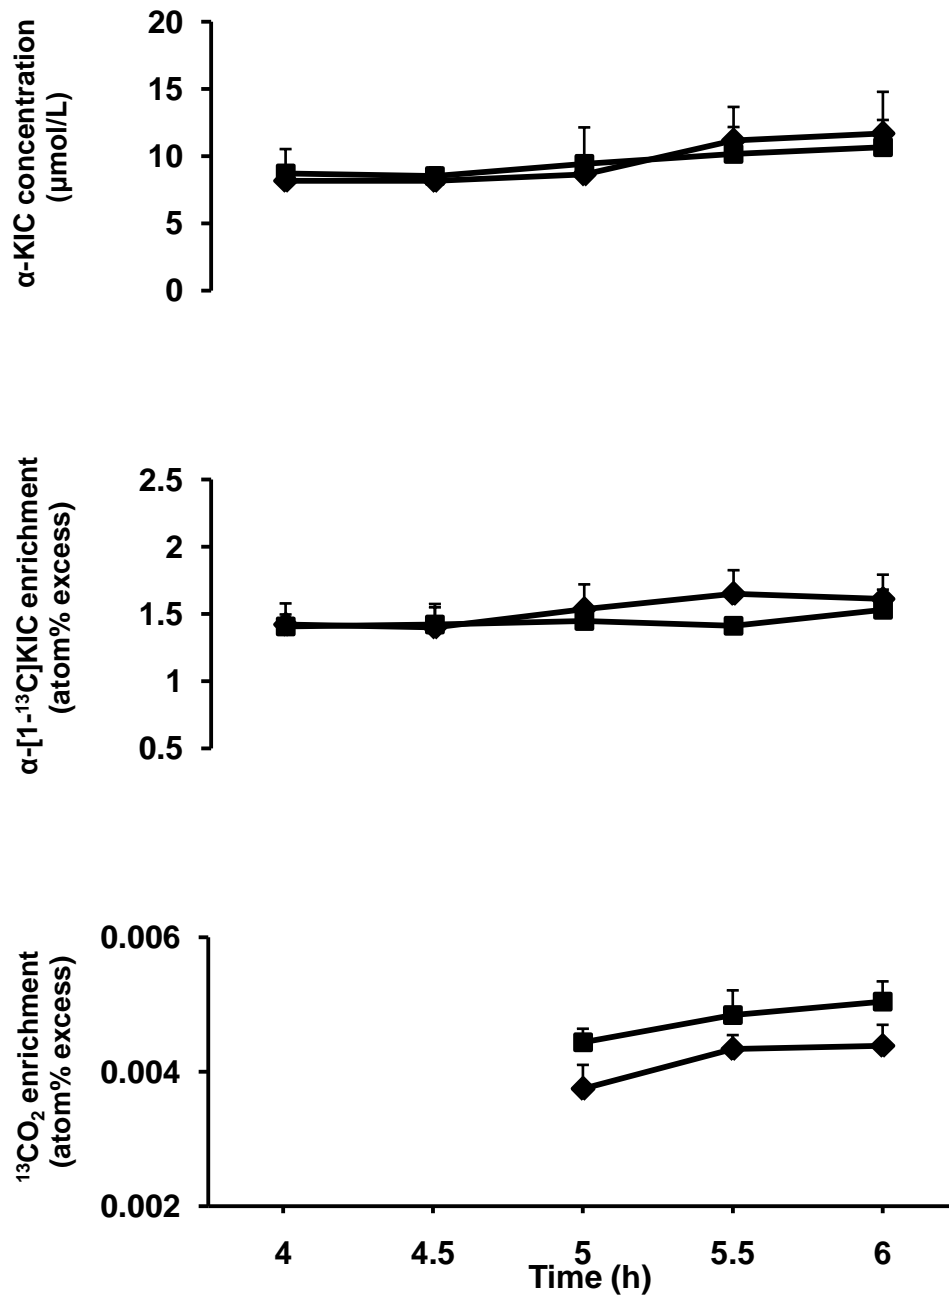 α-KIC concentration
(µmol/L)
20
15
10
5
0
α-[1-¹³C]KIC enrichment
(atom% excess)
2.5
2
1.5
1
0.5
¹³CO₂ enrichment
(atom% excess)
0.006
0.004
0.002
4 4.5 5 5.5 6
Time (h)